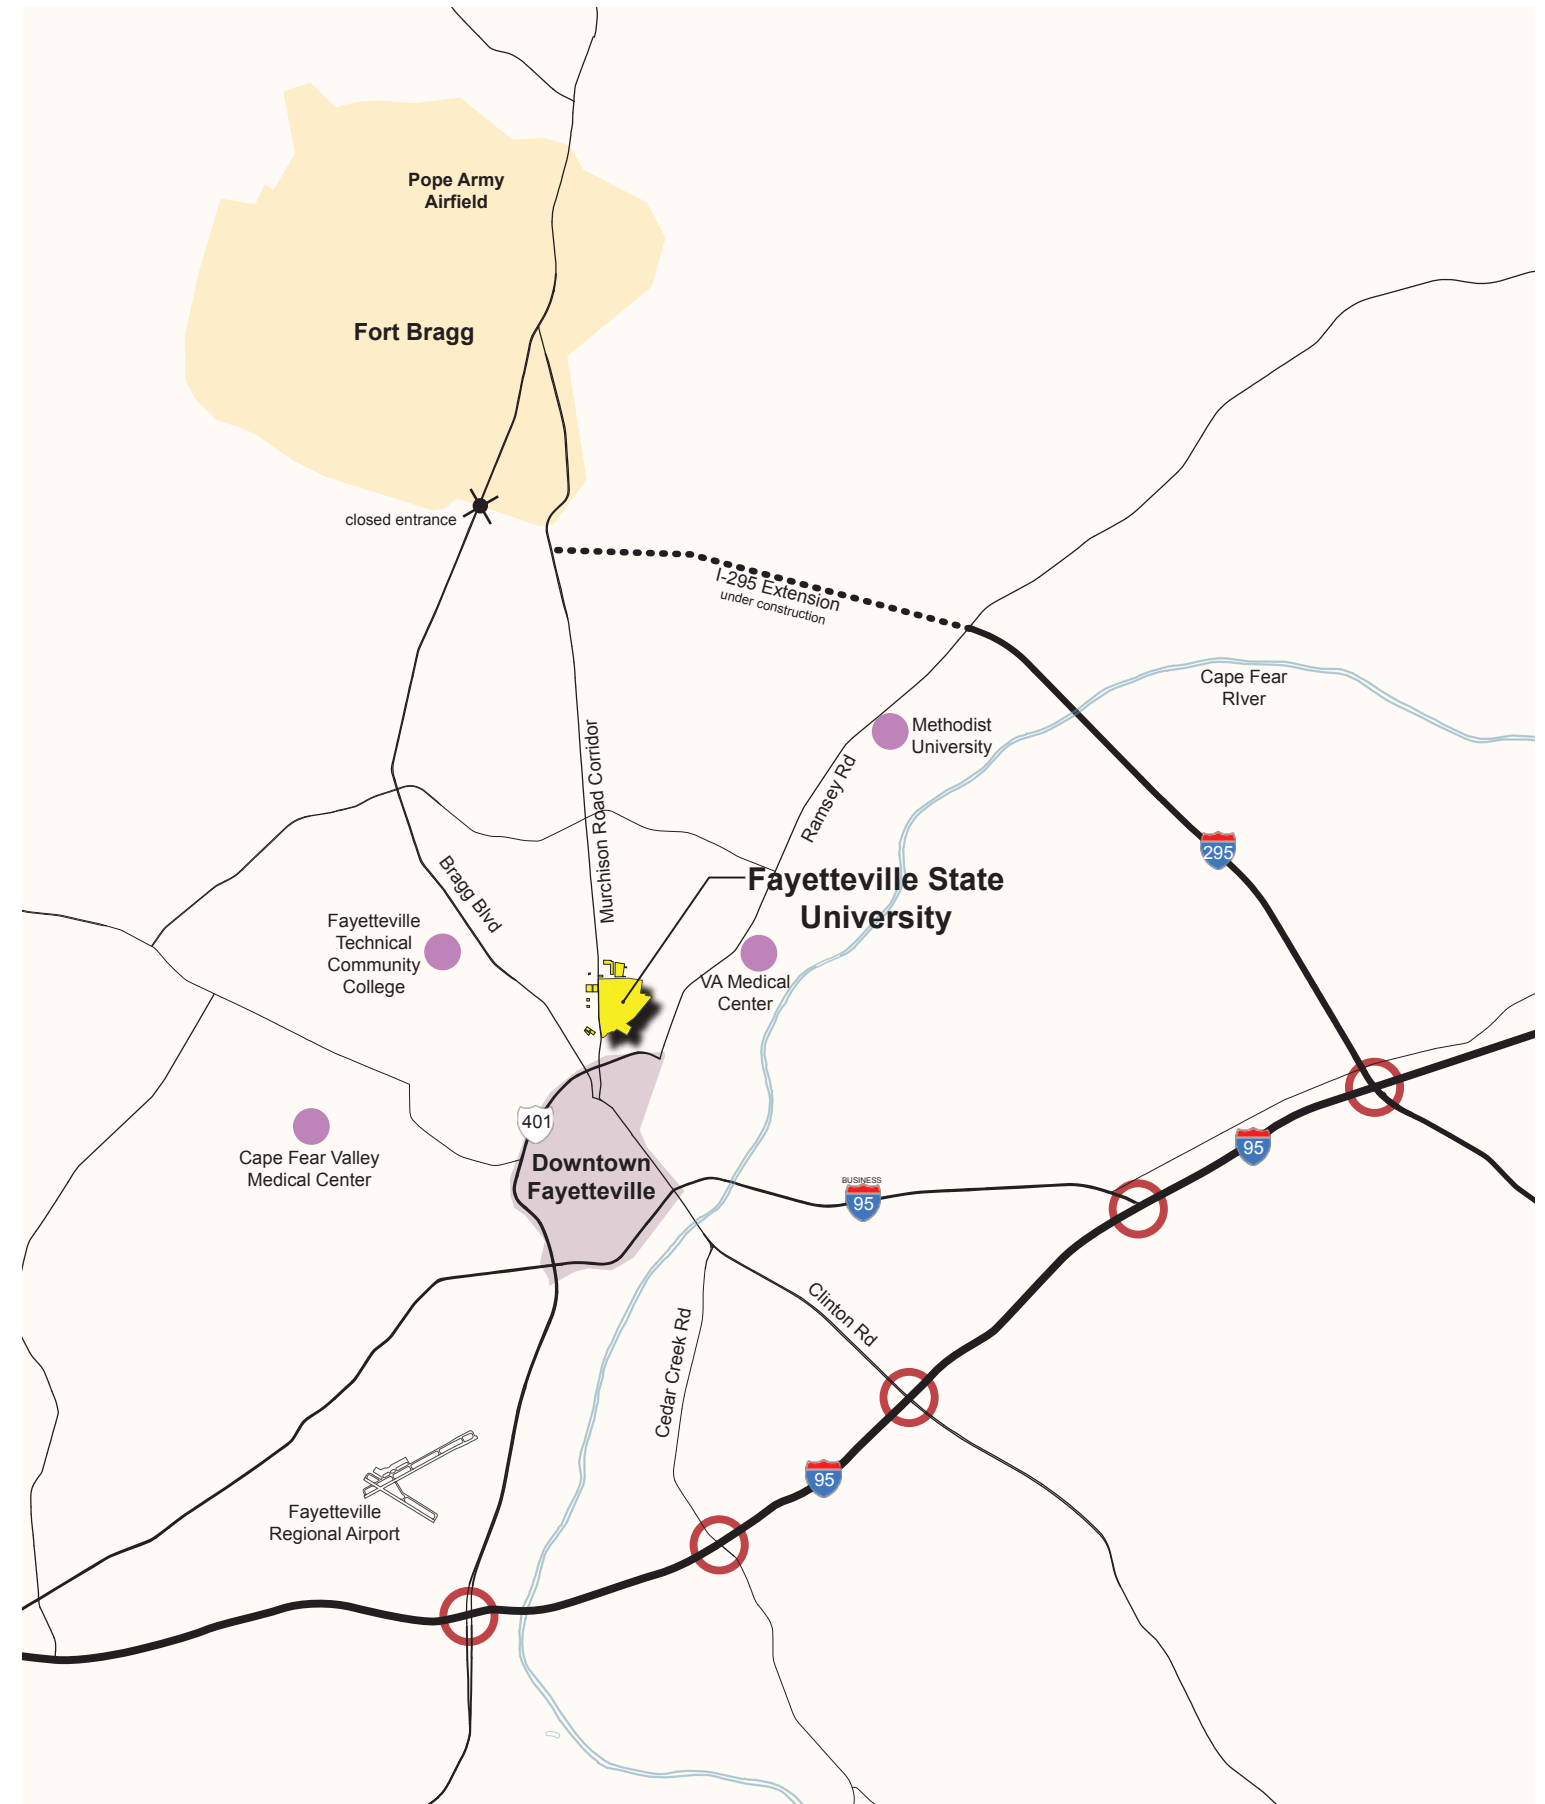 Pope Army
Airfield
Fort Bragg
closed entrance
I-295 Extension
under construction
Cape Fear
RIver
Methodist
University
Murchison Road Corridor
Ramsey Rd
295
Bragg Blvd
Fayetteville State
University
Fayetteville
Technical
Community
College
VA Medical
Center
401
Cape Fear Valley
Medical Center
Downtown
Fayetteville
BUSINESS
95
95
Clinton Rd
Cedar Creek Rd
95
Fayetteville
Regional Airport